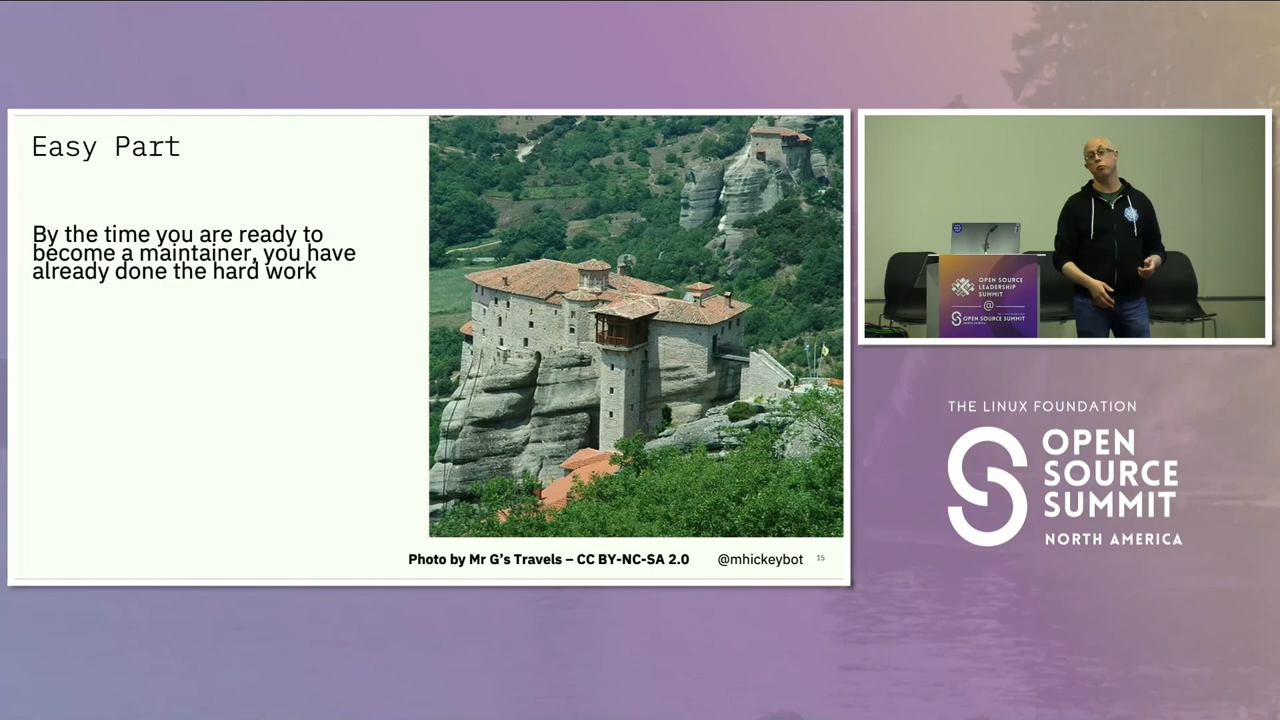 Easy Part
By the time you are ready to
become a maintainer, you have
already done the hard work
Photo by Mr G's Travels – CC BY-NC-SA 2.0
@mhickeybot
15
OPEN SOURCE
LEADERSHIP
SUMMIT
@
OPEN SOURCE SUMMIT
THE LINUX FOUNDATION
OPEN
SOURCE
SUMMIT
NORTH AMERICA